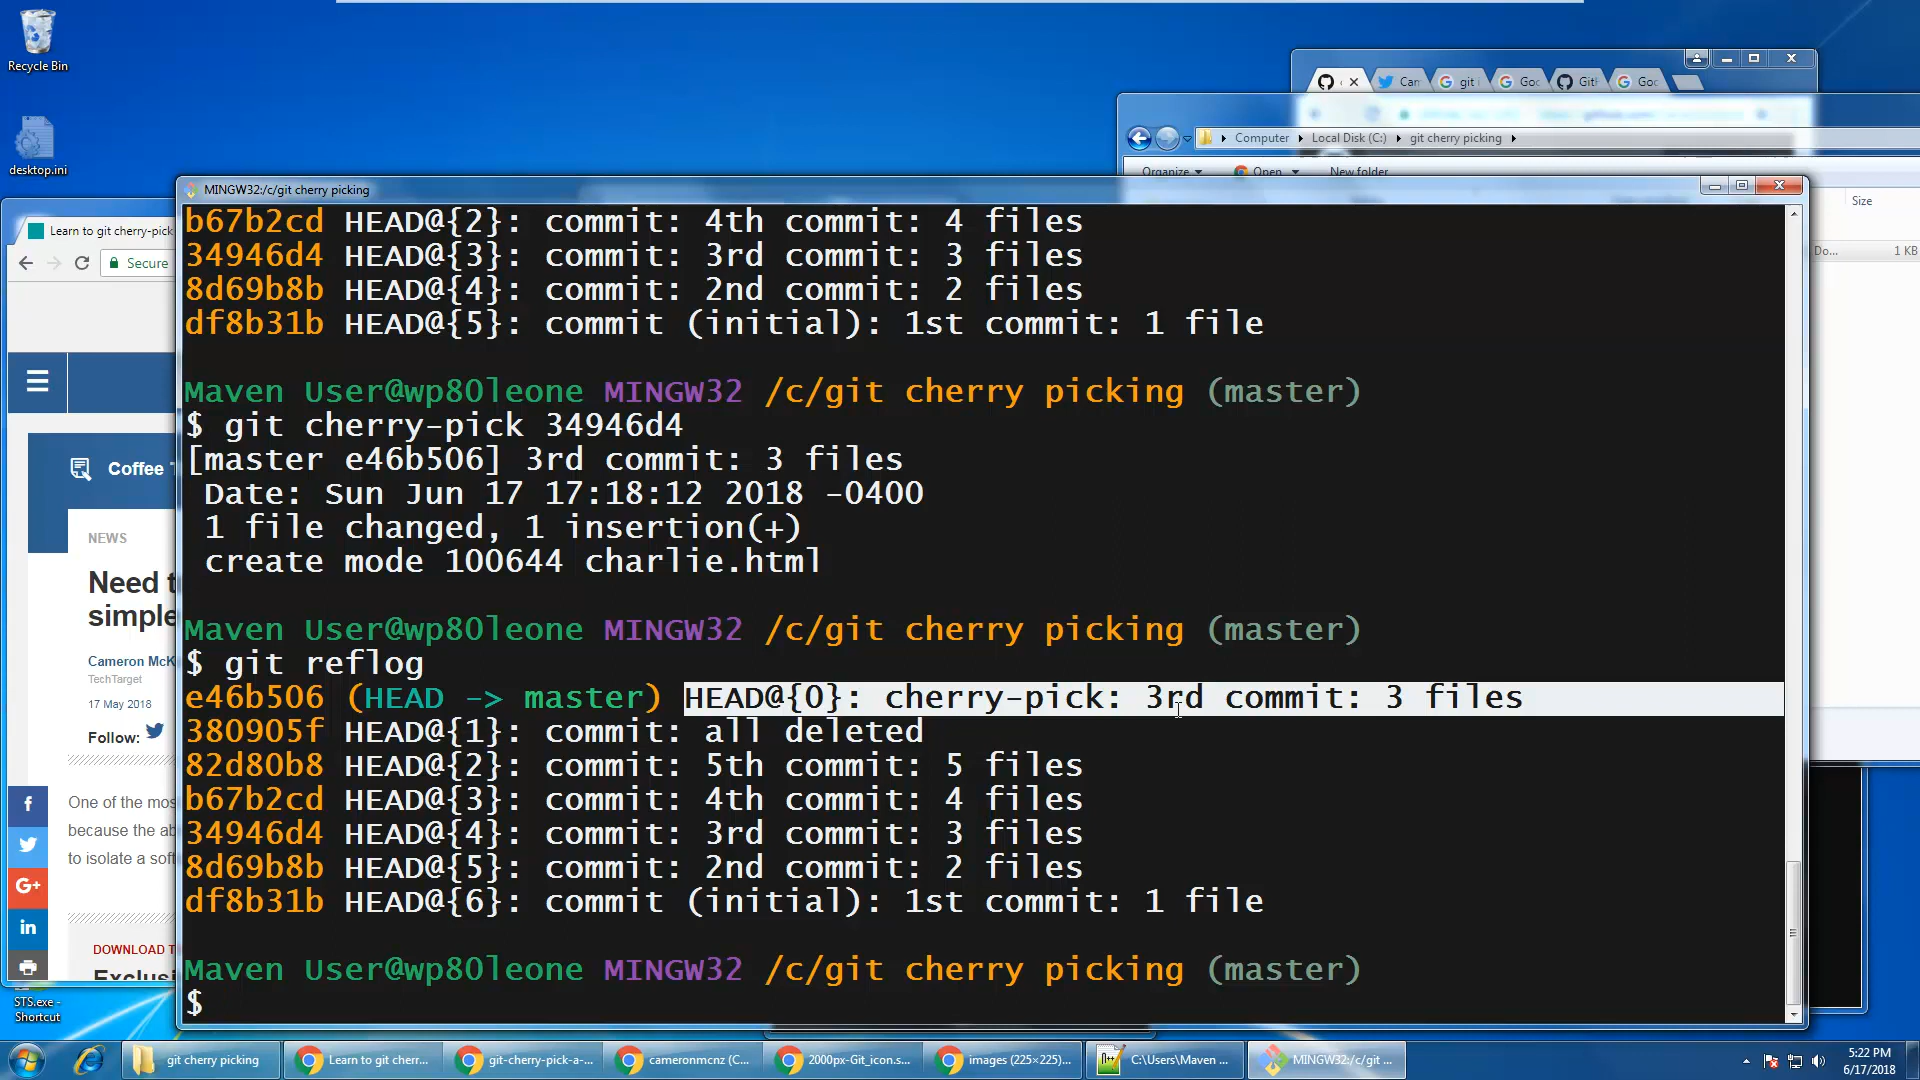 Recycle Bin
desktop.ini
Can
git i
Goo
Git
Goo
Computer
Local Disk (C:)
git cherry picking
Organize
Open
New folder
Size
Do...
1 KB
Learn to git cherry-pick
Secure
Coffee
NEWS
Need t
simple
Cameron McK
TechTarget
17 May 2018
Follow:
One of the mos
because the ab
to isolate a soft
DOWNLOAD T
Exclusi
STS.exe -
Shortcut
MINGW32:/c/git cherry picking
b67b2cd HEAD@{2}: commit: 4th commit: 4 files
34946d4 HEAD@{3}: commit: 3rd commit: 3 files
8d69b8b HEAD@{4}: commit: 2nd commit: 2 files
df8b31b HEAD@{5}: commit (initial): 1st commit: 1 file
Maven User@wp80leone MINGW32 /c/git cherry picking (master)
$ git cherry-pick 34946d4
[master e46b506] 3rd commit: 3 files
Date: Sun Jun 17 17:18:12 2018 -0400
1 file changed, 1 insertion(+)
create mode 100644 charlie.html
Maven User@wp80leone MINGW32 /c/git cherry picking (master)
$ git reflog
e46b506 (HEAD -> master) HEAD@{0}: cherry-pick: 3rd commit: 3 files
380905f HEAD@{1}: commit: all deleted
82d80b8 HEAD@{2}: commit: 5th commit: 5 files
b67b2cd HEAD@{3}: commit: 4th commit: 4 files
34946d4 HEAD@{4}: commit: 3rd commit: 3 files
8d69b8b HEAD@{5}: commit: 2nd commit: 2 files
df8b31b HEAD@{6}: commit (initial): 1st commit: 1 file
Maven User@wp80leone MINGW32 /c/git cherry picking (master)
$
git cherry picking
Learn to git cherr...
git-cherry-pick-a-...
cameronmcnz (C...
2000px-Git_icon.s...
images (225×225)...
C:\Users\Maven ...
MINGW32:/c/git ...
5:22 PM
6/17/2018